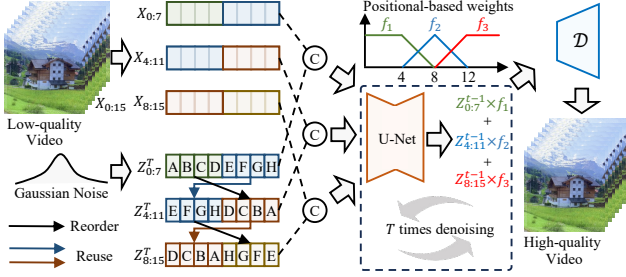 X0:7
X4:11
X8:15
X0:15
Low-quality
Video
Gaussian Noise
Reorder
Reuse
Z^T_0:7
A B C D E F G H
Z^T_4:11
E F G H D C B A
Z^T_8:15
D C B A H G F E
C
C
C
Positional-based weights
f1
f2
f3
4 8 12
U-Net
Z^{t-1}_0:7 × f1
+
Z^{t-1}_4:11 × f2
+
Z^{t-1}_8:15 × f3
T times denoising
D
High-quality
Video